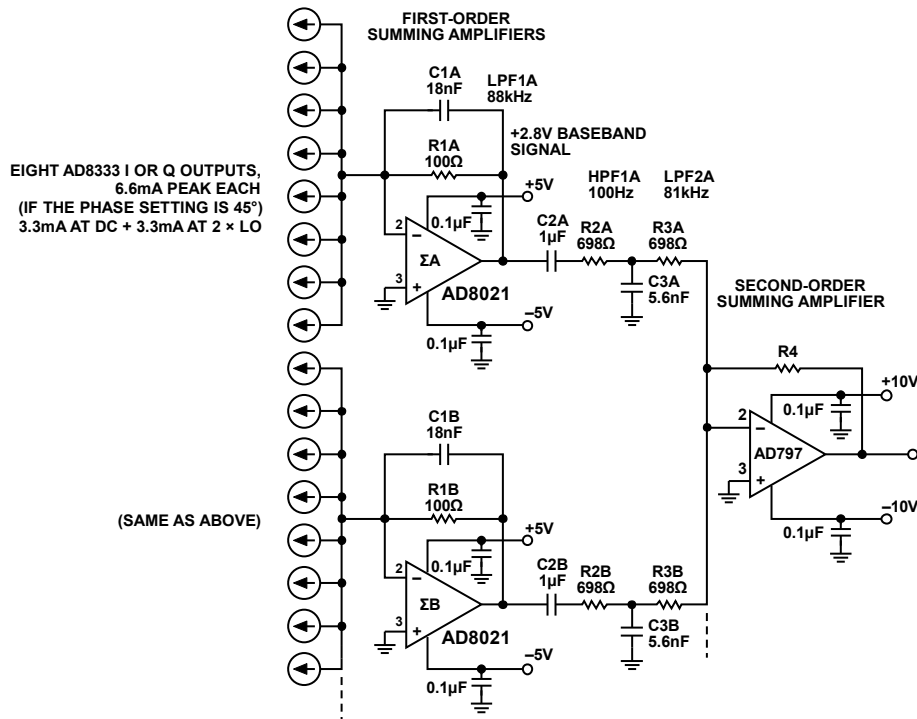 FIRST-ORDER
SUMMING AMPLIFIERS
C1A
18nF
LPF1A
88kHz
R1A
100Ω
+2.8V BASEBAND
SIGNAL
EIGHT AD8333 I OR Q OUTPUTS,
6.6mA PEAK EACH
(IF THE PHASE SETTING IS 45°)
3.3mA AT DC + 3.3mA AT 2 × LO
+5V
0.1µF
HPF1A
100Hz
LPF2A
81kHz
C2A
1µF
R2A
698Ω
R3A
698Ω
2
–
ΣA
3
+
AD8021
C3A
5.6nF
–5V
0.1µF
SECOND-ORDER
SUMMING AMPLIFIER
R4
+10V
0.1µF
2
–
AD797
3
+
–10V
0.1µF
C1B
18nF
R1B
100Ω
(SAME AS ABOVE)
+5V
0.1µF
C2B
1µF
R2B
698Ω
R3B
698Ω
2
–
ΣB
3
+
AD8021
C3B
5.6nF
–5V
0.1µF